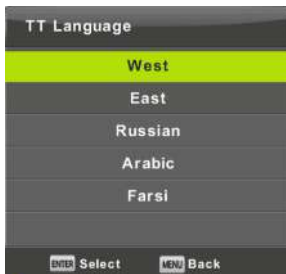 TT Language
West
East
Russian
Arabic
Farsi
ENTER Select MENU Back